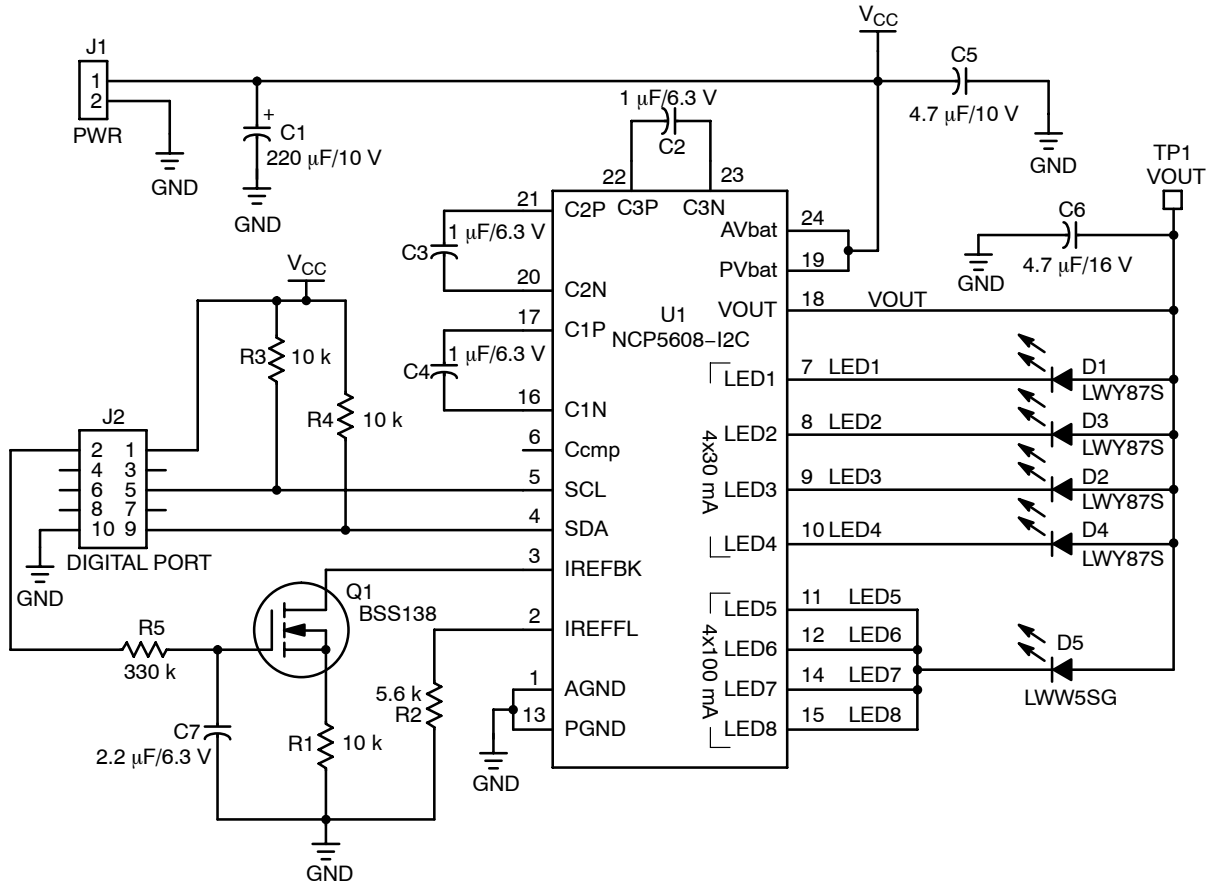 VCC
J1
1
2
PWR
GND
+
C1
220 μF/10 V
GND
1 μF/6.3 V
C2
C5
4.7 μF/10 V
GND
TP1
VOUT
22
23
C3P
C3N
21
C2P
1 μF/6.3 V
C3
20
C2N
17
C1P
1 μF/6.3 V
C4
16
C1N
6
Ccmp
5
SCL
4
SDA
3
IREFBK
2
IREFFL
1
AGND
13
PGND
GND
U1
NCP5608–I2C
AVbat
24
PVbat
19
VOUT
18
VOUT
C6
4.7 μF/16 V
GND
4x30 mA
LED1
7
LED1
D1
LWY87S
LED2
8
LED2
D3
LWY87S
LED3
9
LED3
D2
LWY87S
LED4
10
LED4
D4
LWY87S
4x100 mA
LED5
11
LED5
LED6
12
LED6
LED7
14
LED7
LED8
15
LED8
D5
LWW5SG
VCC
R3
10 k
R4
10 k
J2
2 1
4 3
6 5
8 7
10 9
DIGITAL PORT
GND
Q1
BSS138
R5
330 k
C7
2.2 μF/6.3 V
R1
10 k
5.6 k
R2
GND